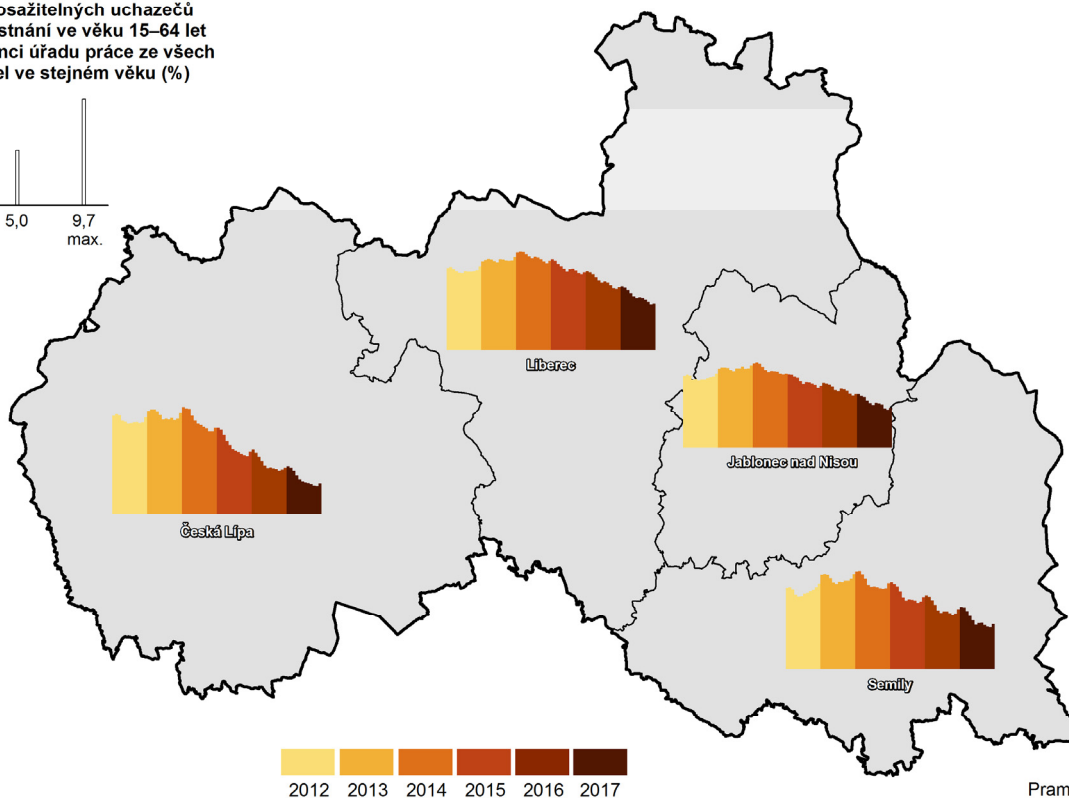 osažitelných uchazečů
stnání ve věku 15–64 let
nci úřadu práce ze všech
el ve stejném věku (%)
5,0
9,7
max.
Liberec
Jablonec nad Nisou
Česká Lípa
Semily
2012 2013 2014 2015 2016 2017
Pram